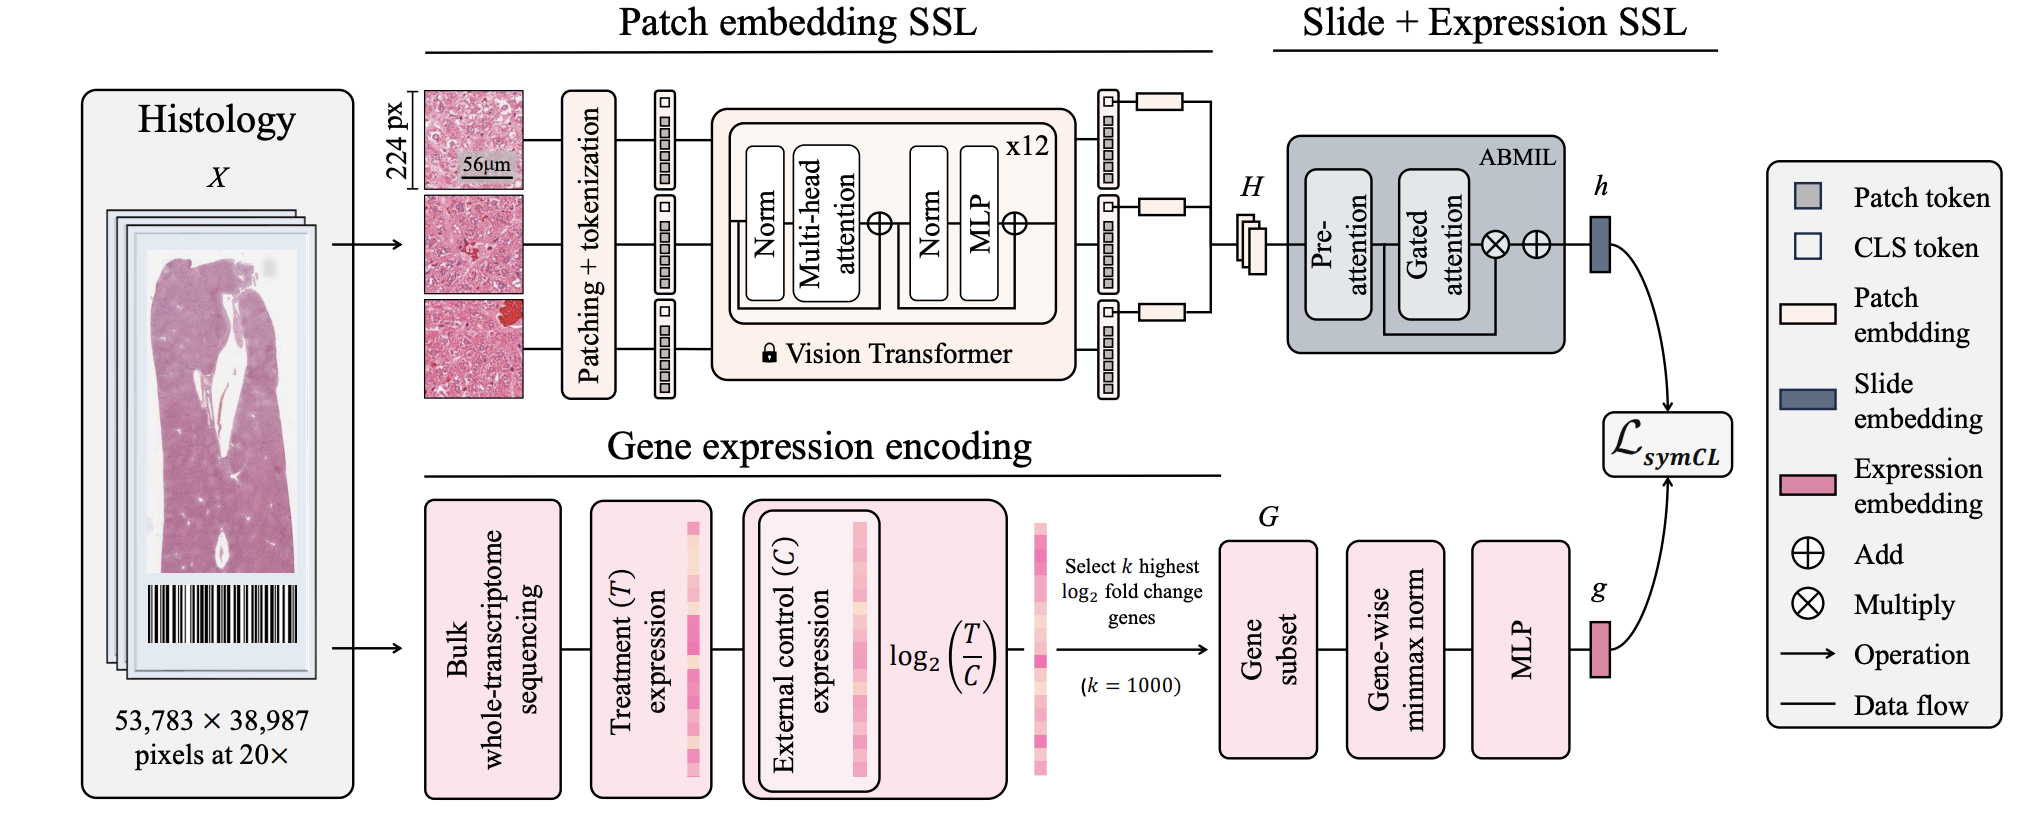 Patch embedding SSL
Slide + Expression SSL
Histology
X
53,783 × 38,987
pixels at 20×
224 px
56μm
Patching + tokenization
Norm
Multi-head
attention
Norm
MLP
x12
Vision Transformer
H
ABMIL
Pre-
attention
Gated
attention
h
ℒsymCL
Gene expression encoding
Bulk
whole-transcriptome
sequencing
Treatment (T)
expression
External control (C)
expression
log₂(T/C)
Select k highest
log₂ fold change
genes
(k = 1000)
G
Gene
subset
Gene-wise
minmax norm
MLP
g
Patch token
CLS token
Patch
embdding
Slide
embedding
Expression
embedding
Add
Multiply
Operation
Data flow